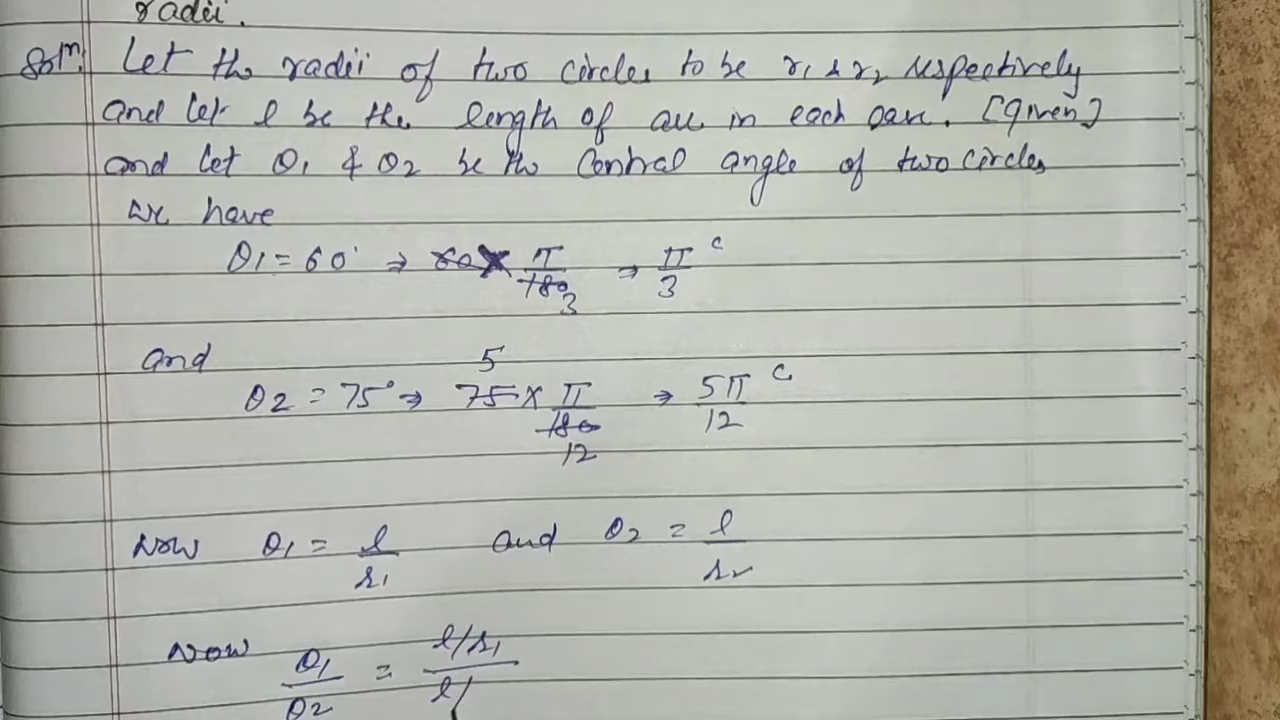 radii.
Solⁿ: Let the radii of two circles to be r₁ & r₂ respectively
and let l be the length of arc in each case. [given]
and let θ₁ & θ₂ be the Central angle of two circles
we have
θ₁ = 60° ⇒ 60 × π/180 3 ⇒ π/3 ᶜ
and
θ₂ = 75° ⇒ 75 5 × π/180 12 ⇒ 5π/12 ᶜ
Now θ₁ = l/r₁ and θ₂ = l/r₂
Now θ₁/θ₂ = l/r₁ / l/